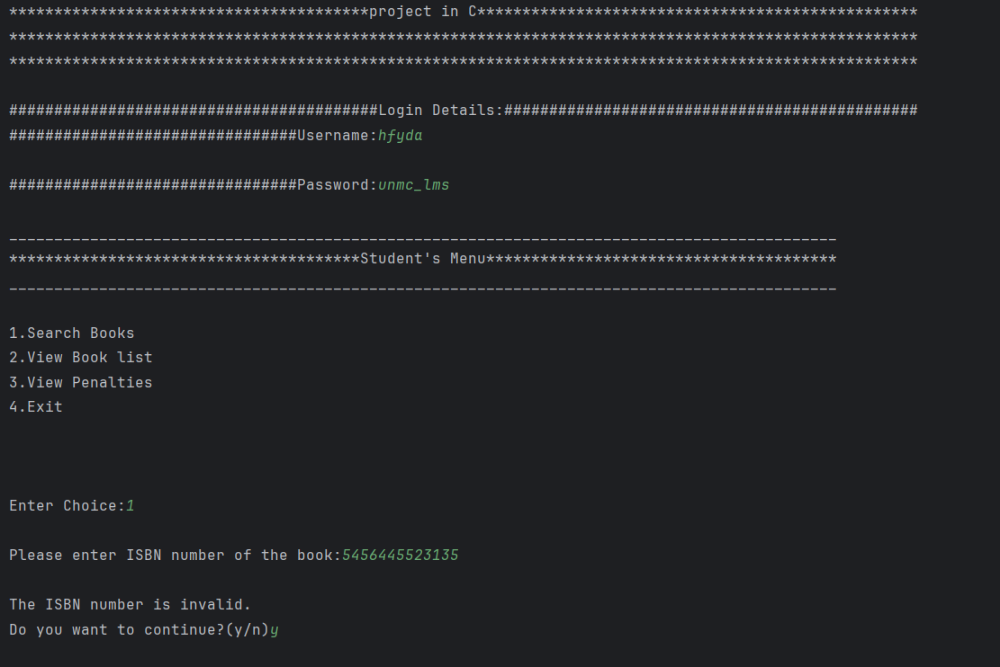 ****************************************project in C*************************************************
*****************************************************************************************************
*****************************************************************************************************
#########################################Login Details:##############################################
################################Username:hfyda
################################Password:unmc_lms
____________________________________________________________________________________________
***************************************Student's Menu***************************************
____________________________________________________________________________________________
1.Search Books
2.View Book list
3.View Penalties
4.Exit
Enter Choice:1
Please enter ISBN number of the book:5456445523135
The ISBN number is invalid.
Do you want to continue?(y/n)y